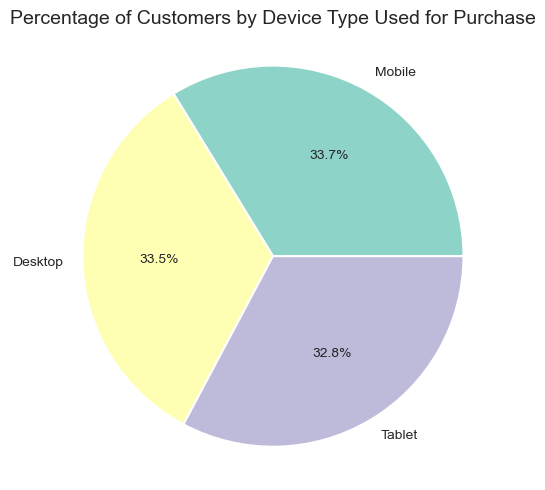 Percentage of Customers by Device Type Used for Purchase
Mobile
33.7%
Desktop
33.5%
32.8%
Tablet